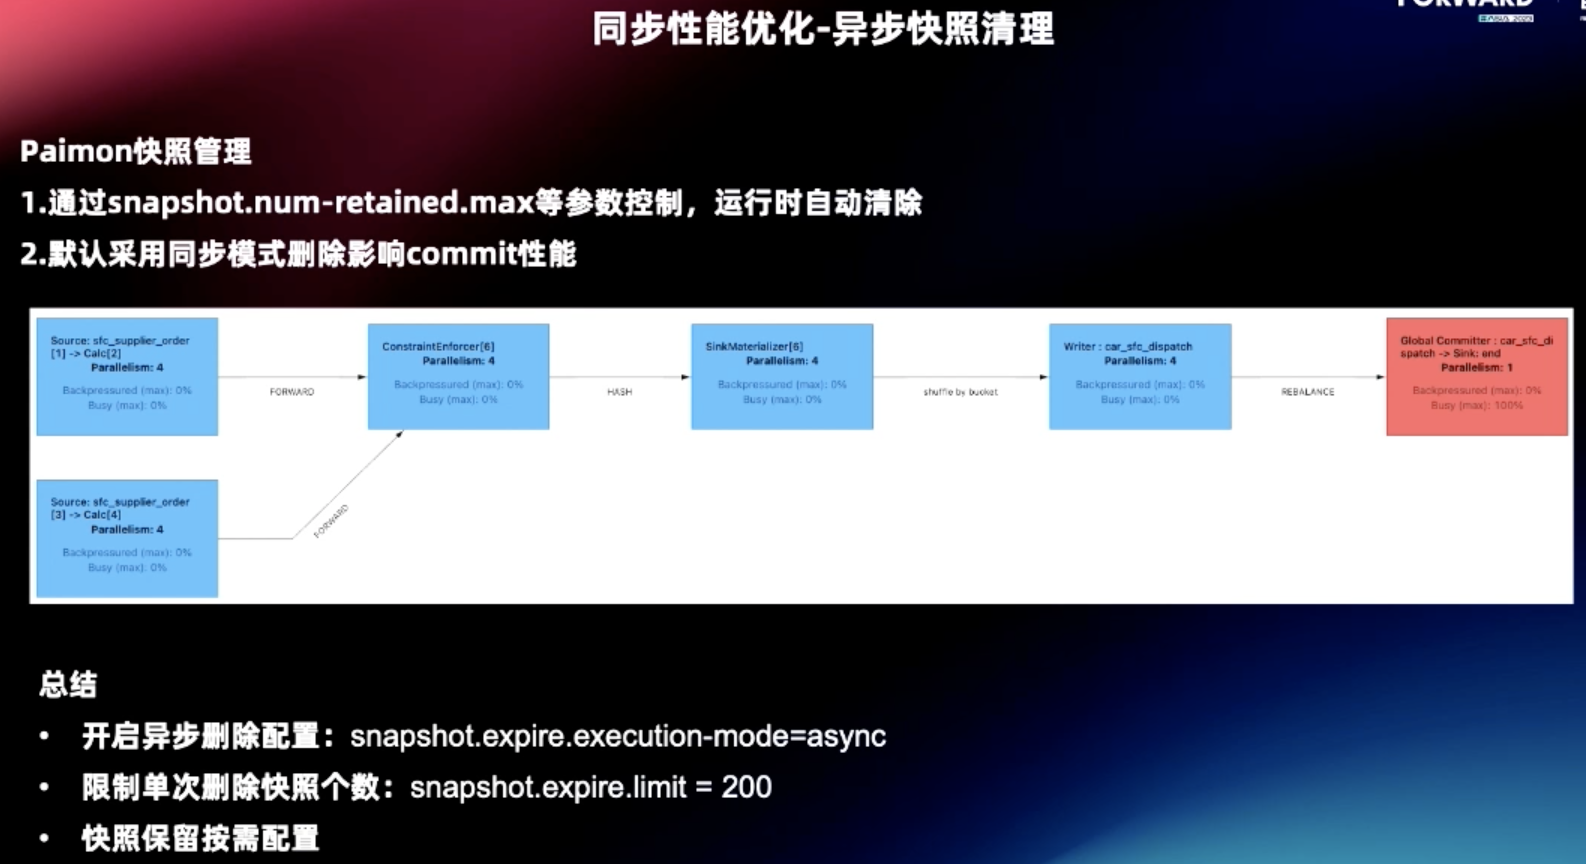 同步性能优化-异步快照清理
FORWARD
ASIA 2023
Paimon快照管理
1.通过snapshot.num-retained.max等参数控制，运行时自动清除
2.默认采用同步模式删除影响commit性能
Source: sfc_supplier_order
[1] -> Calc[2]
Parallelism: 4
Backpressured (max): 0%
Busy (max): 0%
FORWARD
ConstraintEnforcer[6]
Parallelism: 4
Backpressured (max): 0%
Busy (max): 0%
HASH
SinkMaterializer[6]
Parallelism: 4
Backpressured (max): 0%
Busy (max): 0%
shuffle by bucket
Writer : car_sfc_dispatch
Parallelism: 4
Backpressured (max): 0%
Busy (max): 0%
REBALANCE
Global Committer : car_sfc_di
spatch -> Sink: end
Parallelism: 1
Backpressured (max): 0%
Busy (max): 100%
Source: sfc_supplier_order
[3] -> Calc[4]
Parallelism: 4
Backpressured (max): 0%
Busy (max): 0%
FORWARD
总结
• 开启异步删除配置：snapshot.expire.execution-mode=async
• 限制单次删除快照个数：snapshot.expire.limit = 200
• 快照保留按需配置